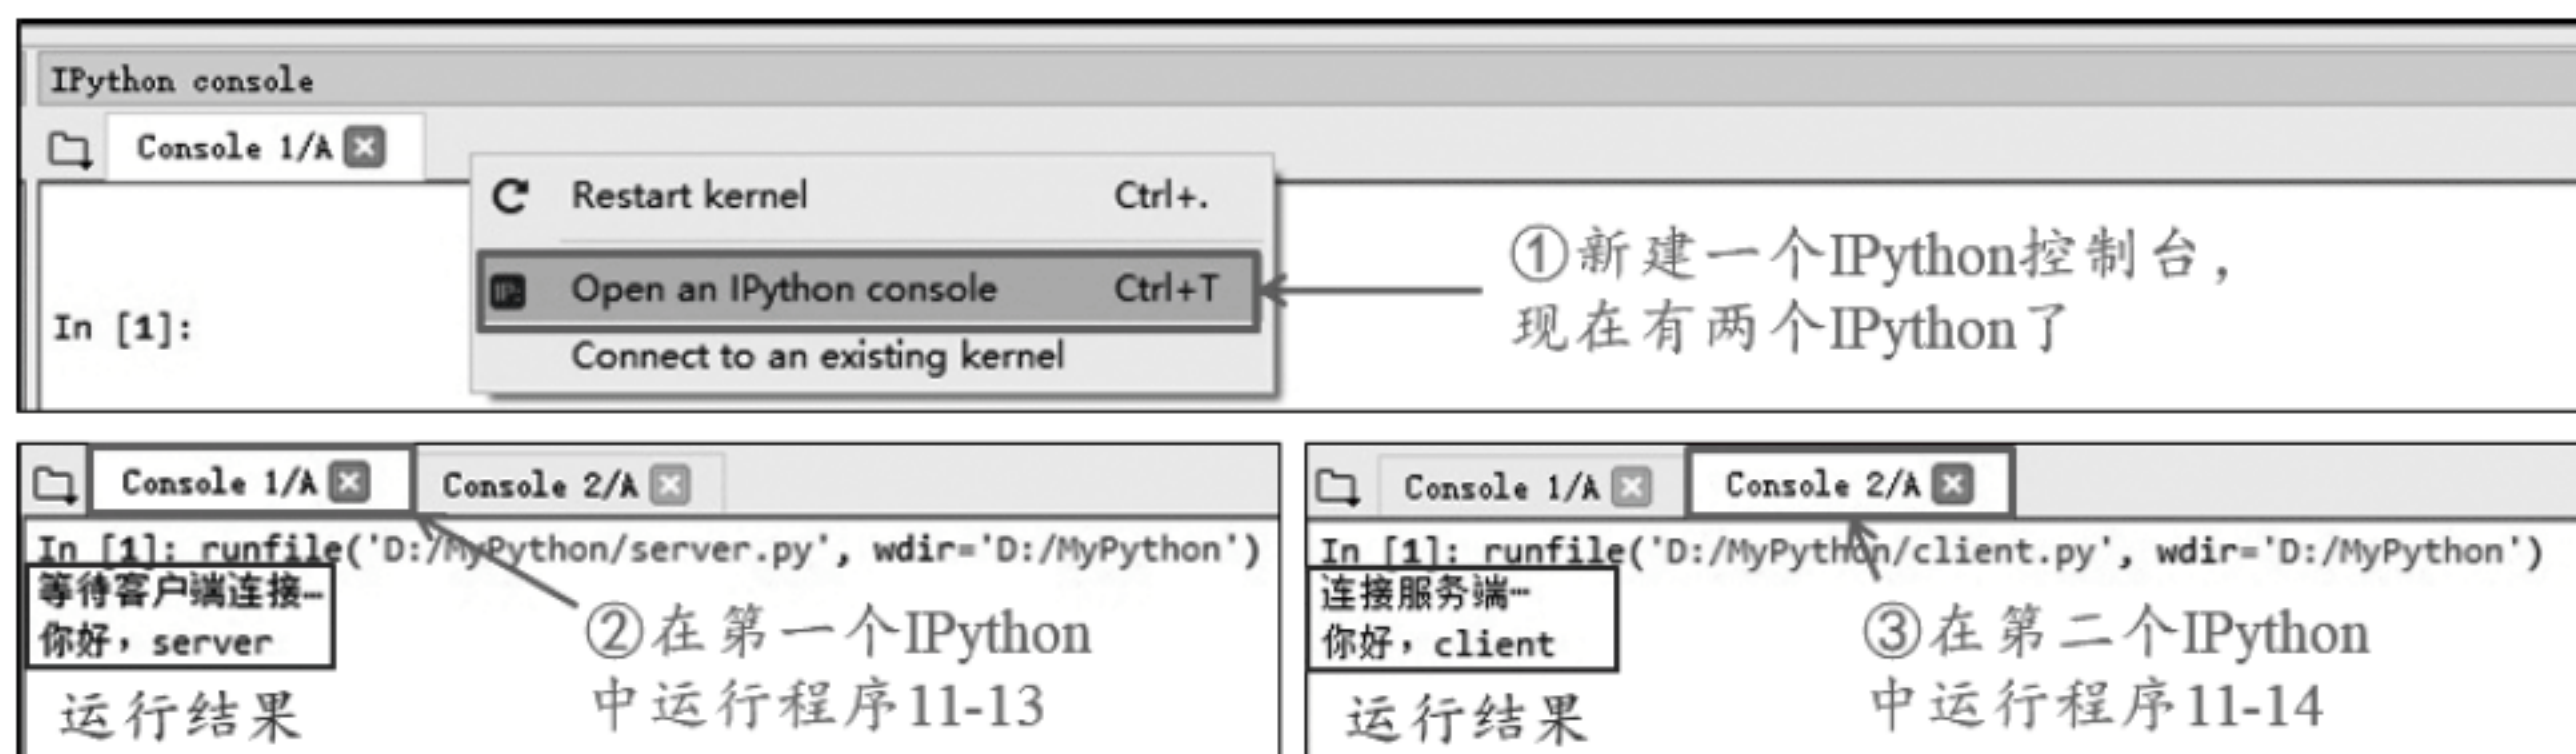 IPython console
Console 1/A
Restart kernel Ctrl+.
Open an IPython console Ctrl+T
Connect to an existing kernel
In [1]:
①新建一个IPython控制台，
现在有两个IPython了
Console 1/A Console 2/A
In [1]: runfile('D:/MyPython/server.py', wdir='D:/MyPython')
等待客户端连接…
你好，server
运行结果
②在第一个IPython
中运行程序11-13
Console 1/A Console 2/A
In [1]: runfile('D:/MyPython/client.py', wdir='D:/MyPython')
连接服务端…
你好，client
运行结果
③在第二个IPython
中运行程序11-14